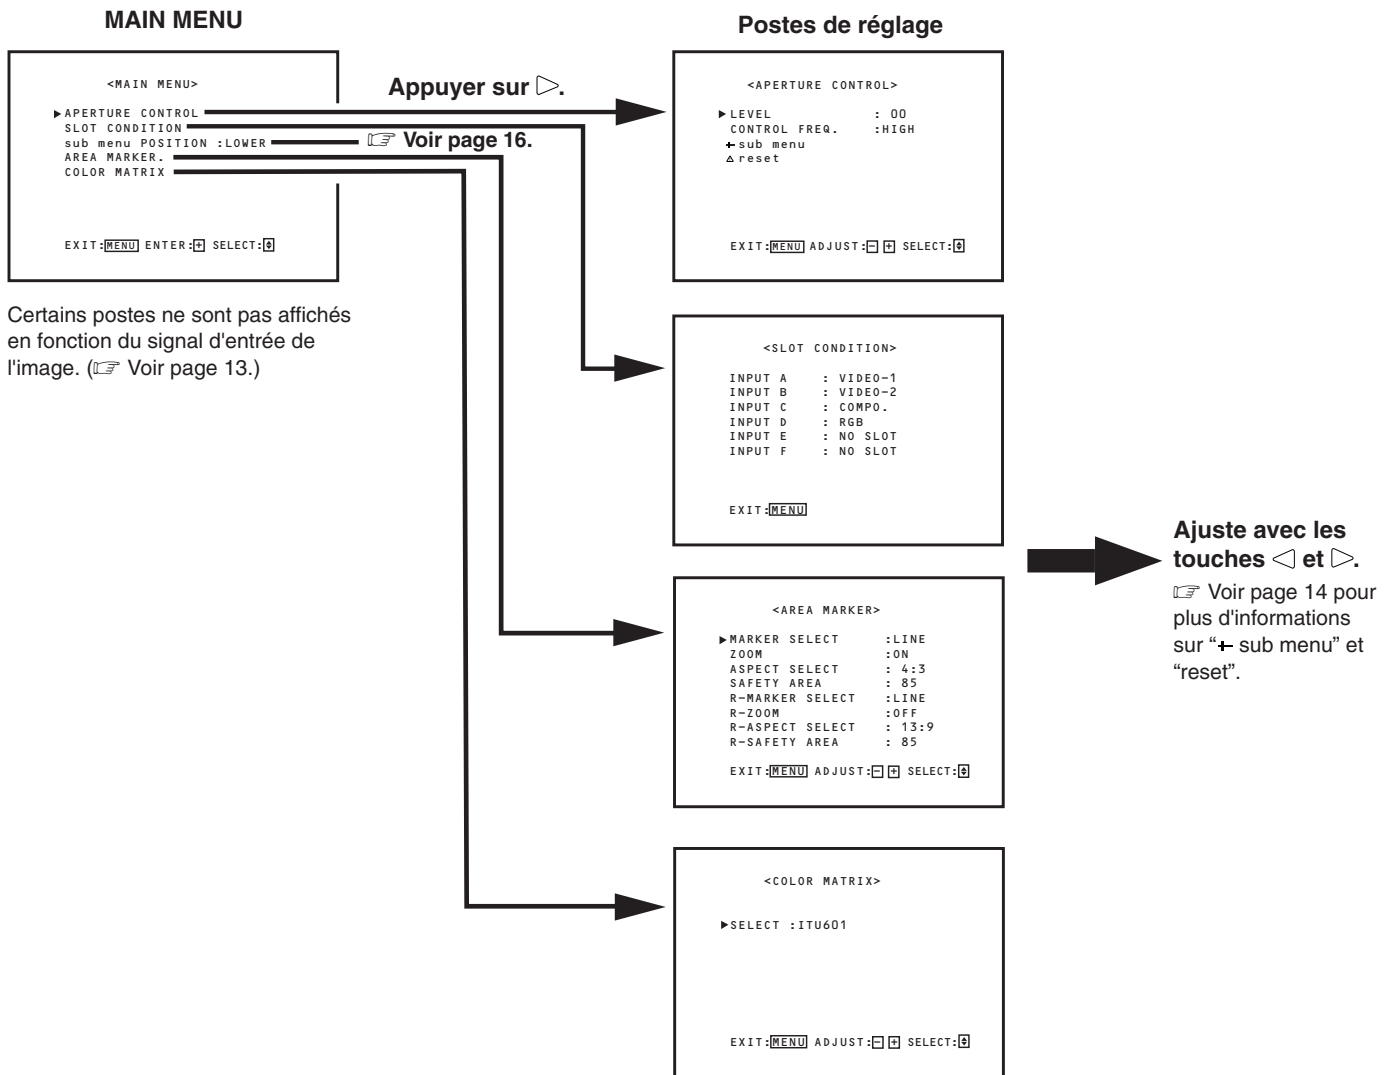 MAIN MENU
Postes de réglage
<MAIN MENU>
▶APERTURE CONTROL
SLOT CONDITION
sub menu POSITION :LOWER
AREA MARKER.
COLOR MATRIX
EXIT:MENU ENTER:+ SELECT:
Appuyer sur ▷.
☞ Voir page 16.
Certains postes ne sont pas affichés
en fonction du signal d'entrée de
l'image. (☞ Voir page 13.)
<APERTURE CONTROL>
▶LEVEL : 00
CONTROL FREQ. :HIGH
+sub menu
△reset
EXIT:MENU ADJUST:- + SELECT:
<SLOT CONDITION>
INPUT A : VIDEO-1
INPUT B : VIDEO-2
INPUT C : COMPO.
INPUT D : RGB
INPUT E : NO SLOT
INPUT F : NO SLOT
EXIT:MENU
<AREA MARKER>
▶MARKER SELECT :LINE
ZOOM :ON
ASPECT SELECT : 4:3
SAFETY AREA : 85
R-MARKER SELECT :LINE
R-ZOOM :OFF
R-ASPECT SELECT : 13:9
R-SAFETY AREA : 85
EXIT:MENU ADJUST:- + SELECT:
<COLOR MATRIX>
▶SELECT :ITU601
EXIT:MENU ADJUST:- + SELECT:
Ajuste avec les
touches ◁ et ▷.
☞ Voir page 14 pour
plus d'informations
sur “+ sub menu” et
“reset”.